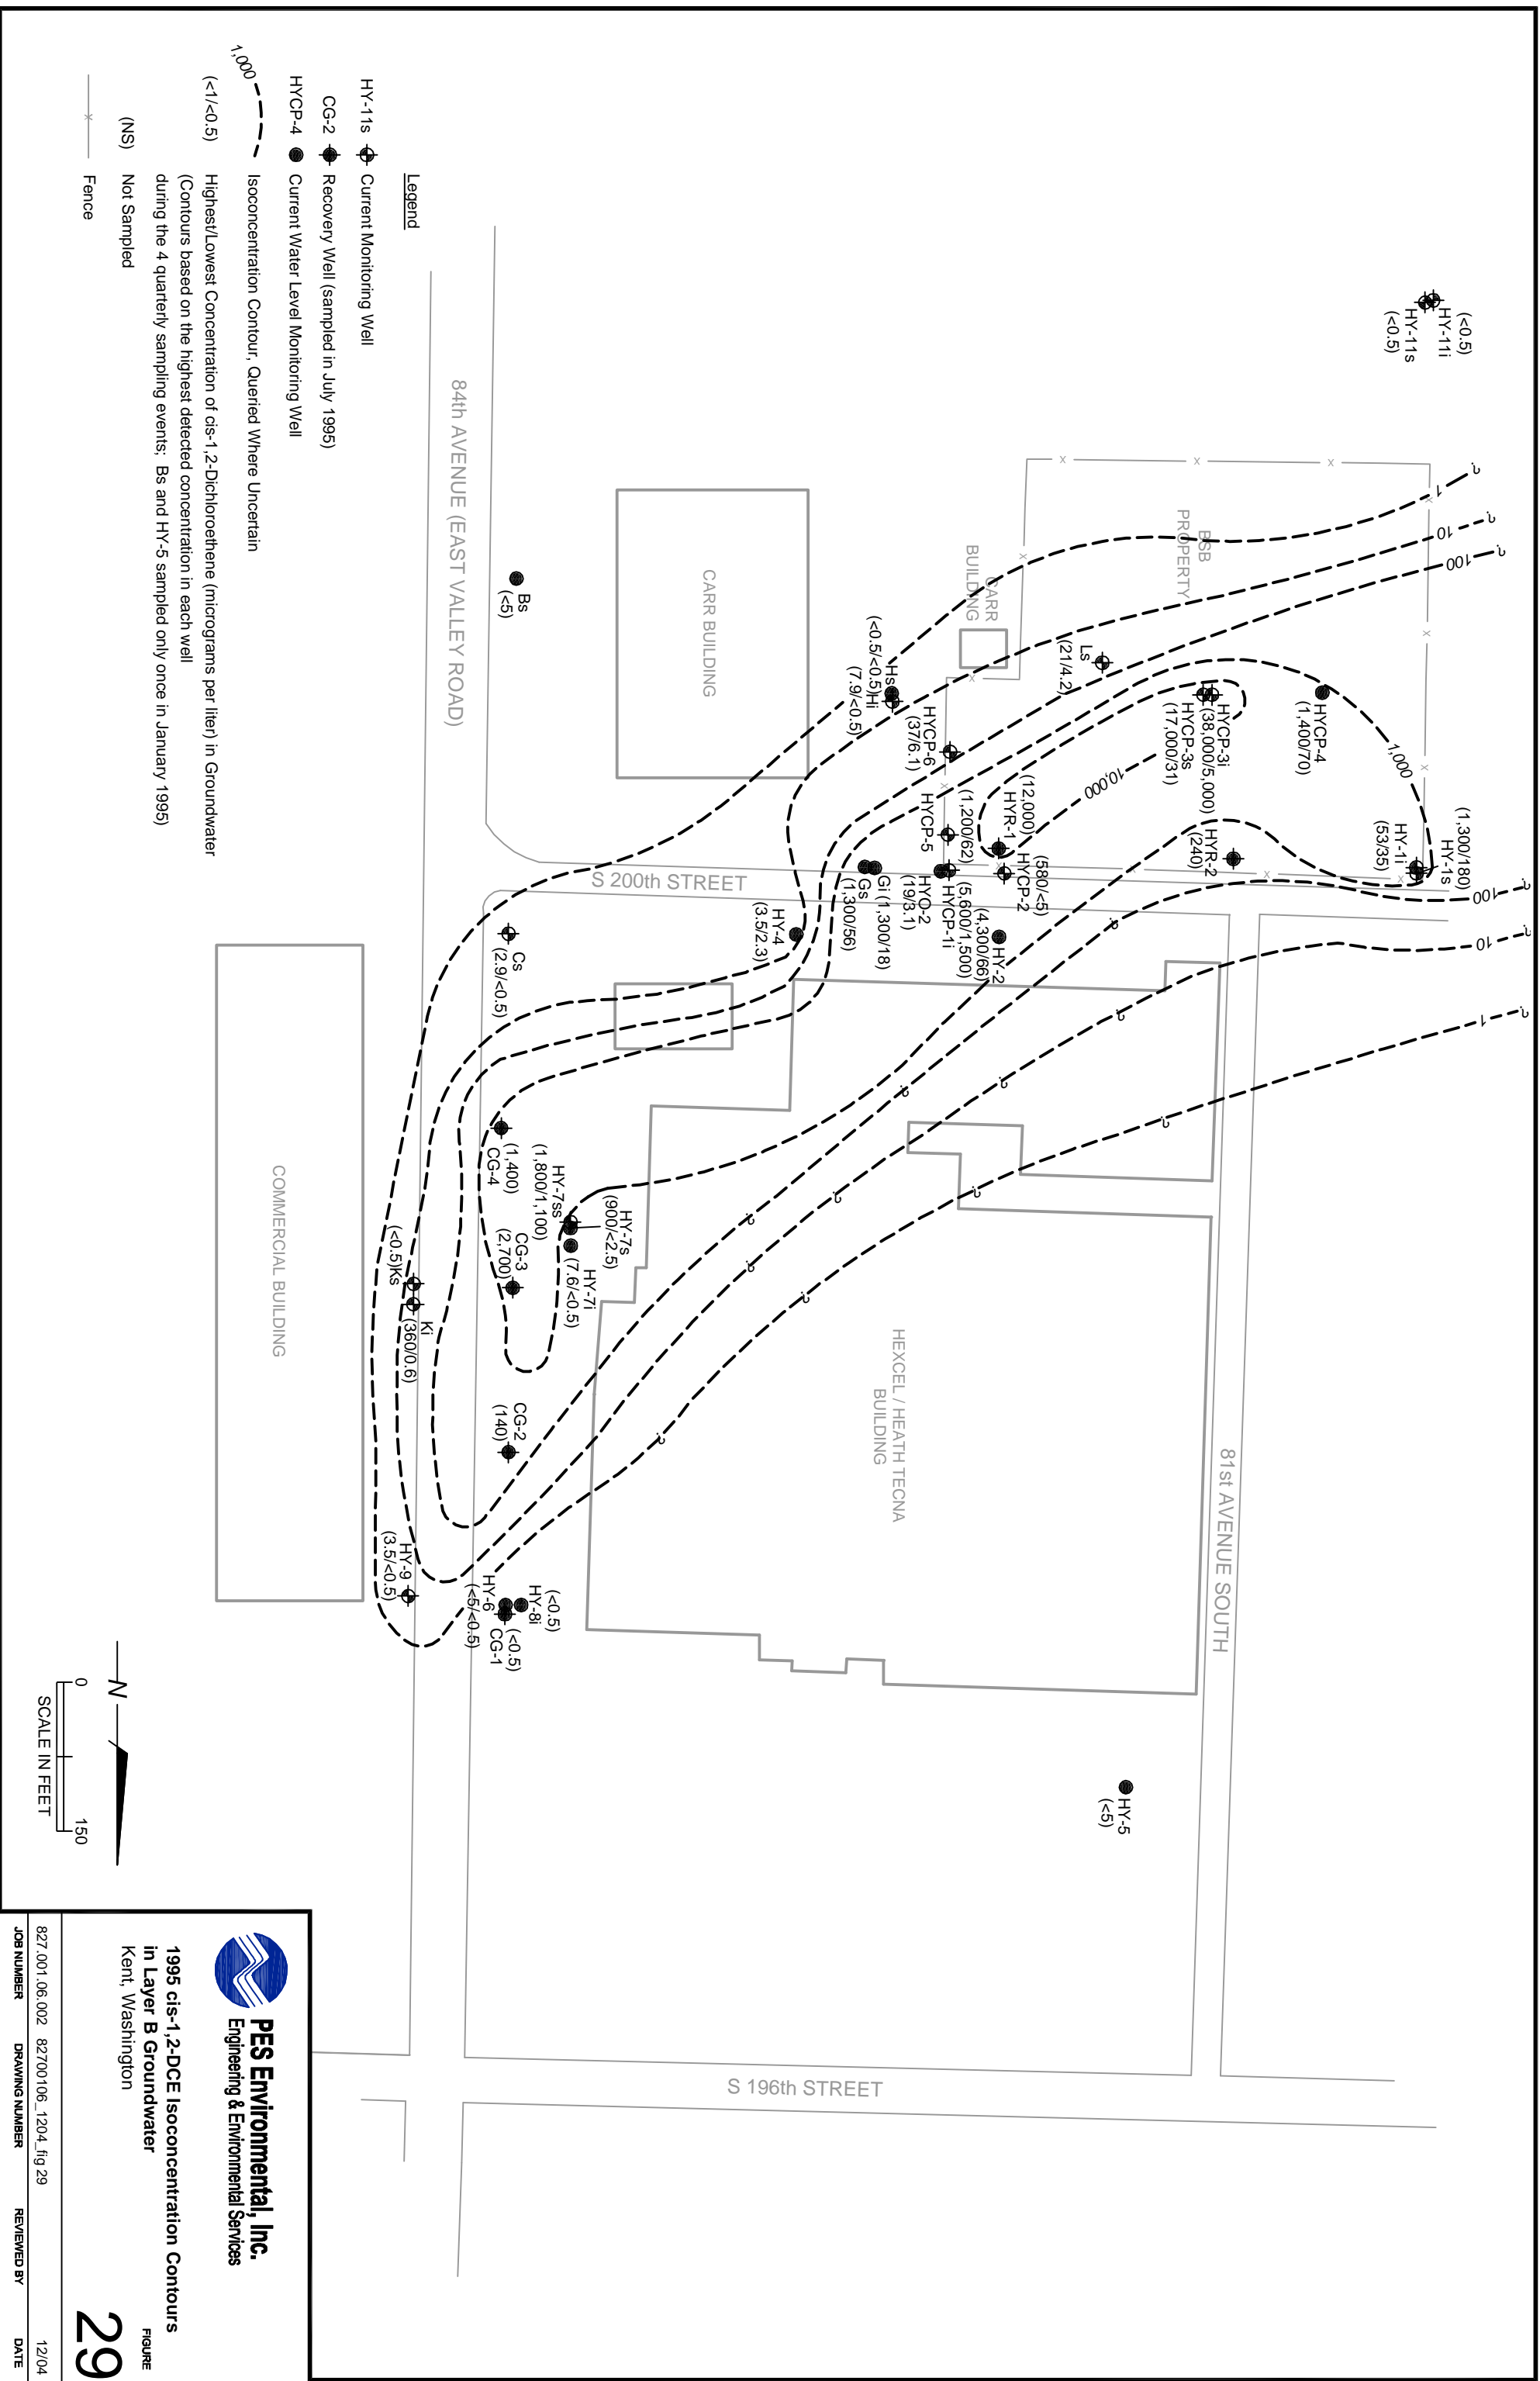 (<0.5)
HY-11i
HY-11s
(<0.5)
?
1
?
10
?
100
BSB
PROPERTY
CARR
BUILDING
CARR BUILDING
84th AVENUE (EAST VALLEY ROAD)
Bs
(<5)
Ls
(21/4.2)
Hs
(<0.5/<0.5)
Hi
(7.9/<0.5)
HYCP-6
(37/6.1)
HYCP-4
(1,400/70)
HYCP-3i
(38,000/5,000)
HYCP-3s
(17,000/31)
1,000
10,000
(12,000)
HYR-1
(1,200/62)
HYCP-5
(580/<5)
HYCP-2
HYR-2
(240)
(1,300/180)
HY-1s
HY-1i
(53/35)
S 200th STREET
(5,600/1,500)
HYCP-1i
HYO-2
(19/3.1)
Gi (1,300/18)
Gs
(1,300/56)
HY-2
(4,300/66)
HY-4
(3.5/2.3)
Cs
(2.9/<0.5)
?
100
?
10
?
1
?
?
?
?
?
?
?
?
?
?
?
?
?
(1,400)
CG-4
HY-7ss
(1,800/1,100)
HY-7s
(900/<2.5)
HY-7i
(7.6/<0.5)
CG-3
(2,700)
(<0.5)Ks
Ki
(360/0.6)
CG-2
(140)
HY-9
(3.5/<0.5)
(<0.5)
HY-8i
(<0.5)
CG-1
HY-6
(<5/<0.5)
COMMERCIAL BUILDING
HEXCEL / HEATH TECNA
BUILDING
81st AVENUE SOUTH
HY-5
(<5)
S 196th STREET
Legend
HY-11s Current Monitoring Well
CG-2 Recovery Well (sampled in July 1995)
HYCP-4 Current Water Level Monitoring Well
1,000 Isoconcentration Contour, Queried Where Uncertain
(<1/<0.5) Highest/Lowest Concentration of cis-1,2-Dichloroethene (micrograms per liter) in Groundwater
(Contours based on the highest detected concentration in each well
during the 4 quarterly sampling events; Bs and HY-5 sampled only once in January 1995)
(NS) Not Sampled
x Fence
N
0 150
SCALE IN FEET
PES Environmental, Inc.
Engineering & Environmental Services
1995 cis-1,2-DCE Isoconcentration Contours
in Layer B Groundwater
Kent, Washington
FIGURE
29
827.001.06.002 82700106_1204_fig 29 12/04
JOB NUMBER DRAWING NUMBER REVIEWED BY DATE